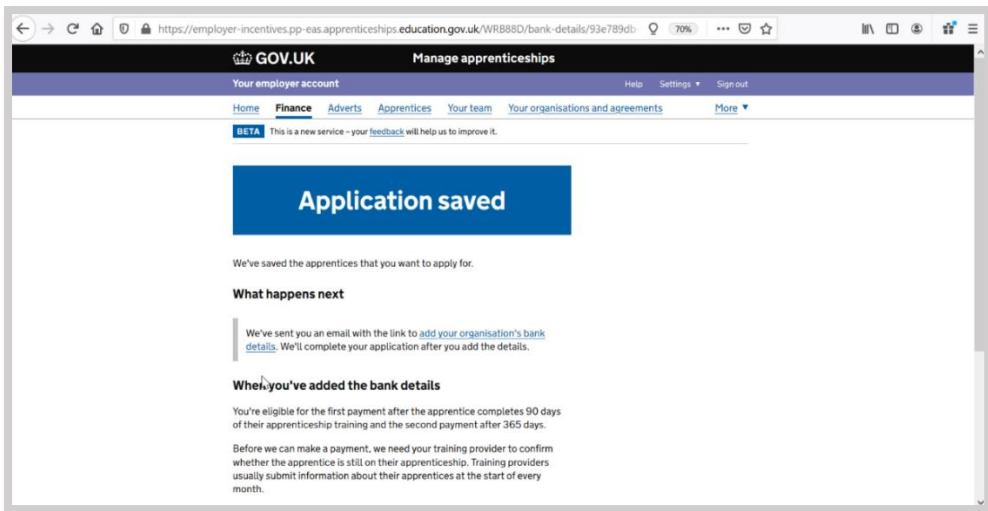 https://employer-incentives.pp-eas.apprenticeships.education.gov.uk/WRB88D/bank-details/93e789db 70%
GOV.UK Manage apprenticeships
Your employer account Help Settings Sign out
Home Finance Adverts Apprentices Your team Your organisations and agreements More
BETA This is a new service – your feedback will help us to improve it.
Application saved
We've saved the apprentices that you want to apply for.
What happens next
We've sent you an email with the link to add your organisation's bank
details. We'll complete your application after you add the details.
When you've added the bank details
You're eligible for the first payment after the apprentice completes 90 days
of their apprenticeship training and the second payment after 365 days.
Before we can make a payment, we need your training provider to confirm
whether the apprentice is still on their apprenticeship. Training providers
usually submit information about their apprentices at the start of every
month.